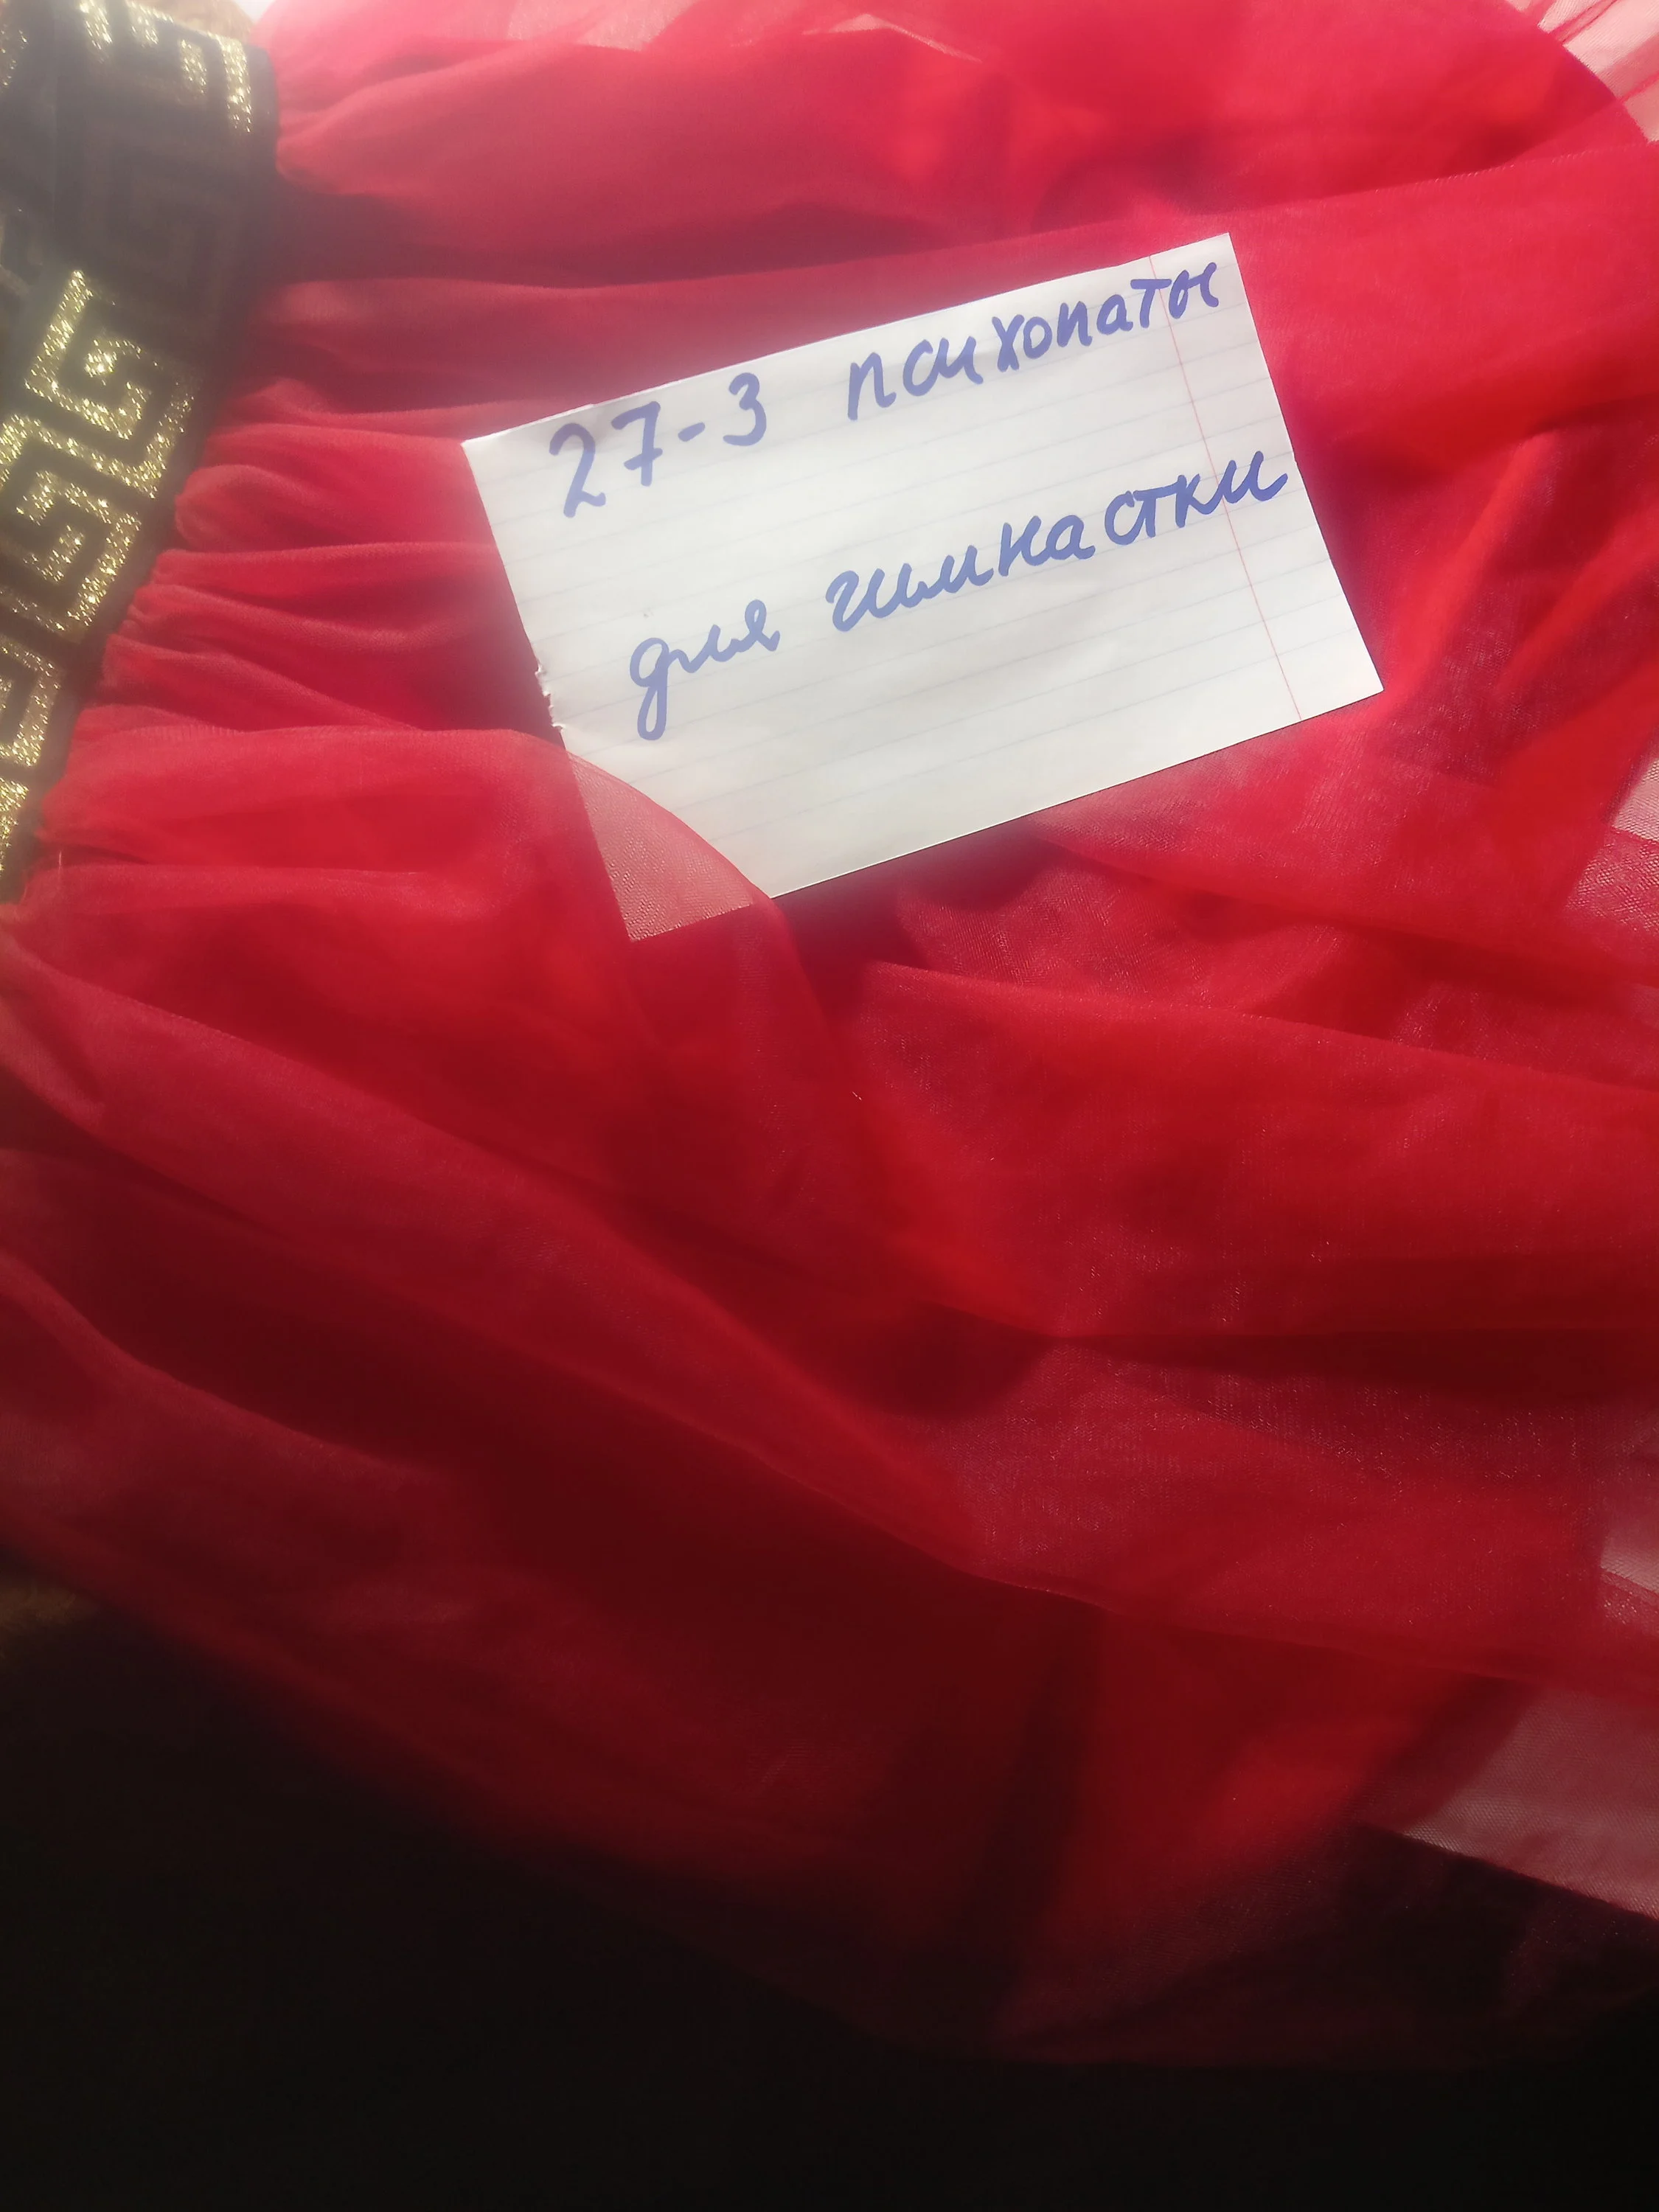 27-3 психопаты
для гимнастки